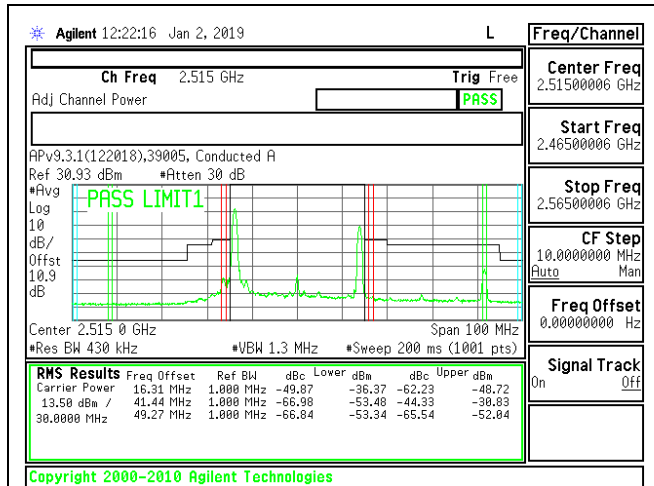 Agilent 12:22:16 Jan 2, 2019 L
Freq/Channel
Ch Freq 2.515 GHz Trig Free
Adj Channel Power PASS
Center Freq
2.51500006 GHz
Start Freq
2.46500006 GHz
Stop Freq
2.56500006 GHz
CF Step
10.0000000 MHz
Auto Man
Freq Offset
0.00000000 Hz
Signal Track
On Off
APv9.3.1(122018),39005, Conducted A
Ref 30.93 dBm #Atten 30 dB
#Avg
Log
10
dB/
Offst
10.9
dB
PASS LIMIT1
Center 2.515 0 GHz Span 100 MHz
#Res BW 430 kHz #VBW 1.3 MHz #Sweep 200 ms (1001 pts)
RMS Results Freq Offset Ref BW dBc Lower dBm dBc Upper dBm
Carrier Power 16.31 MHz 1.000 MHz -49.87 -36.37 -62.23 -48.72
13.50 dBm / 41.44 MHz 1.000 MHz -66.98 -53.48 -44.33 -30.83
30.0000 MHz 49.27 MHz 1.000 MHz -66.84 -53.34 -65.54 -52.04
Copyright 2000-2010 Agilent Technologies